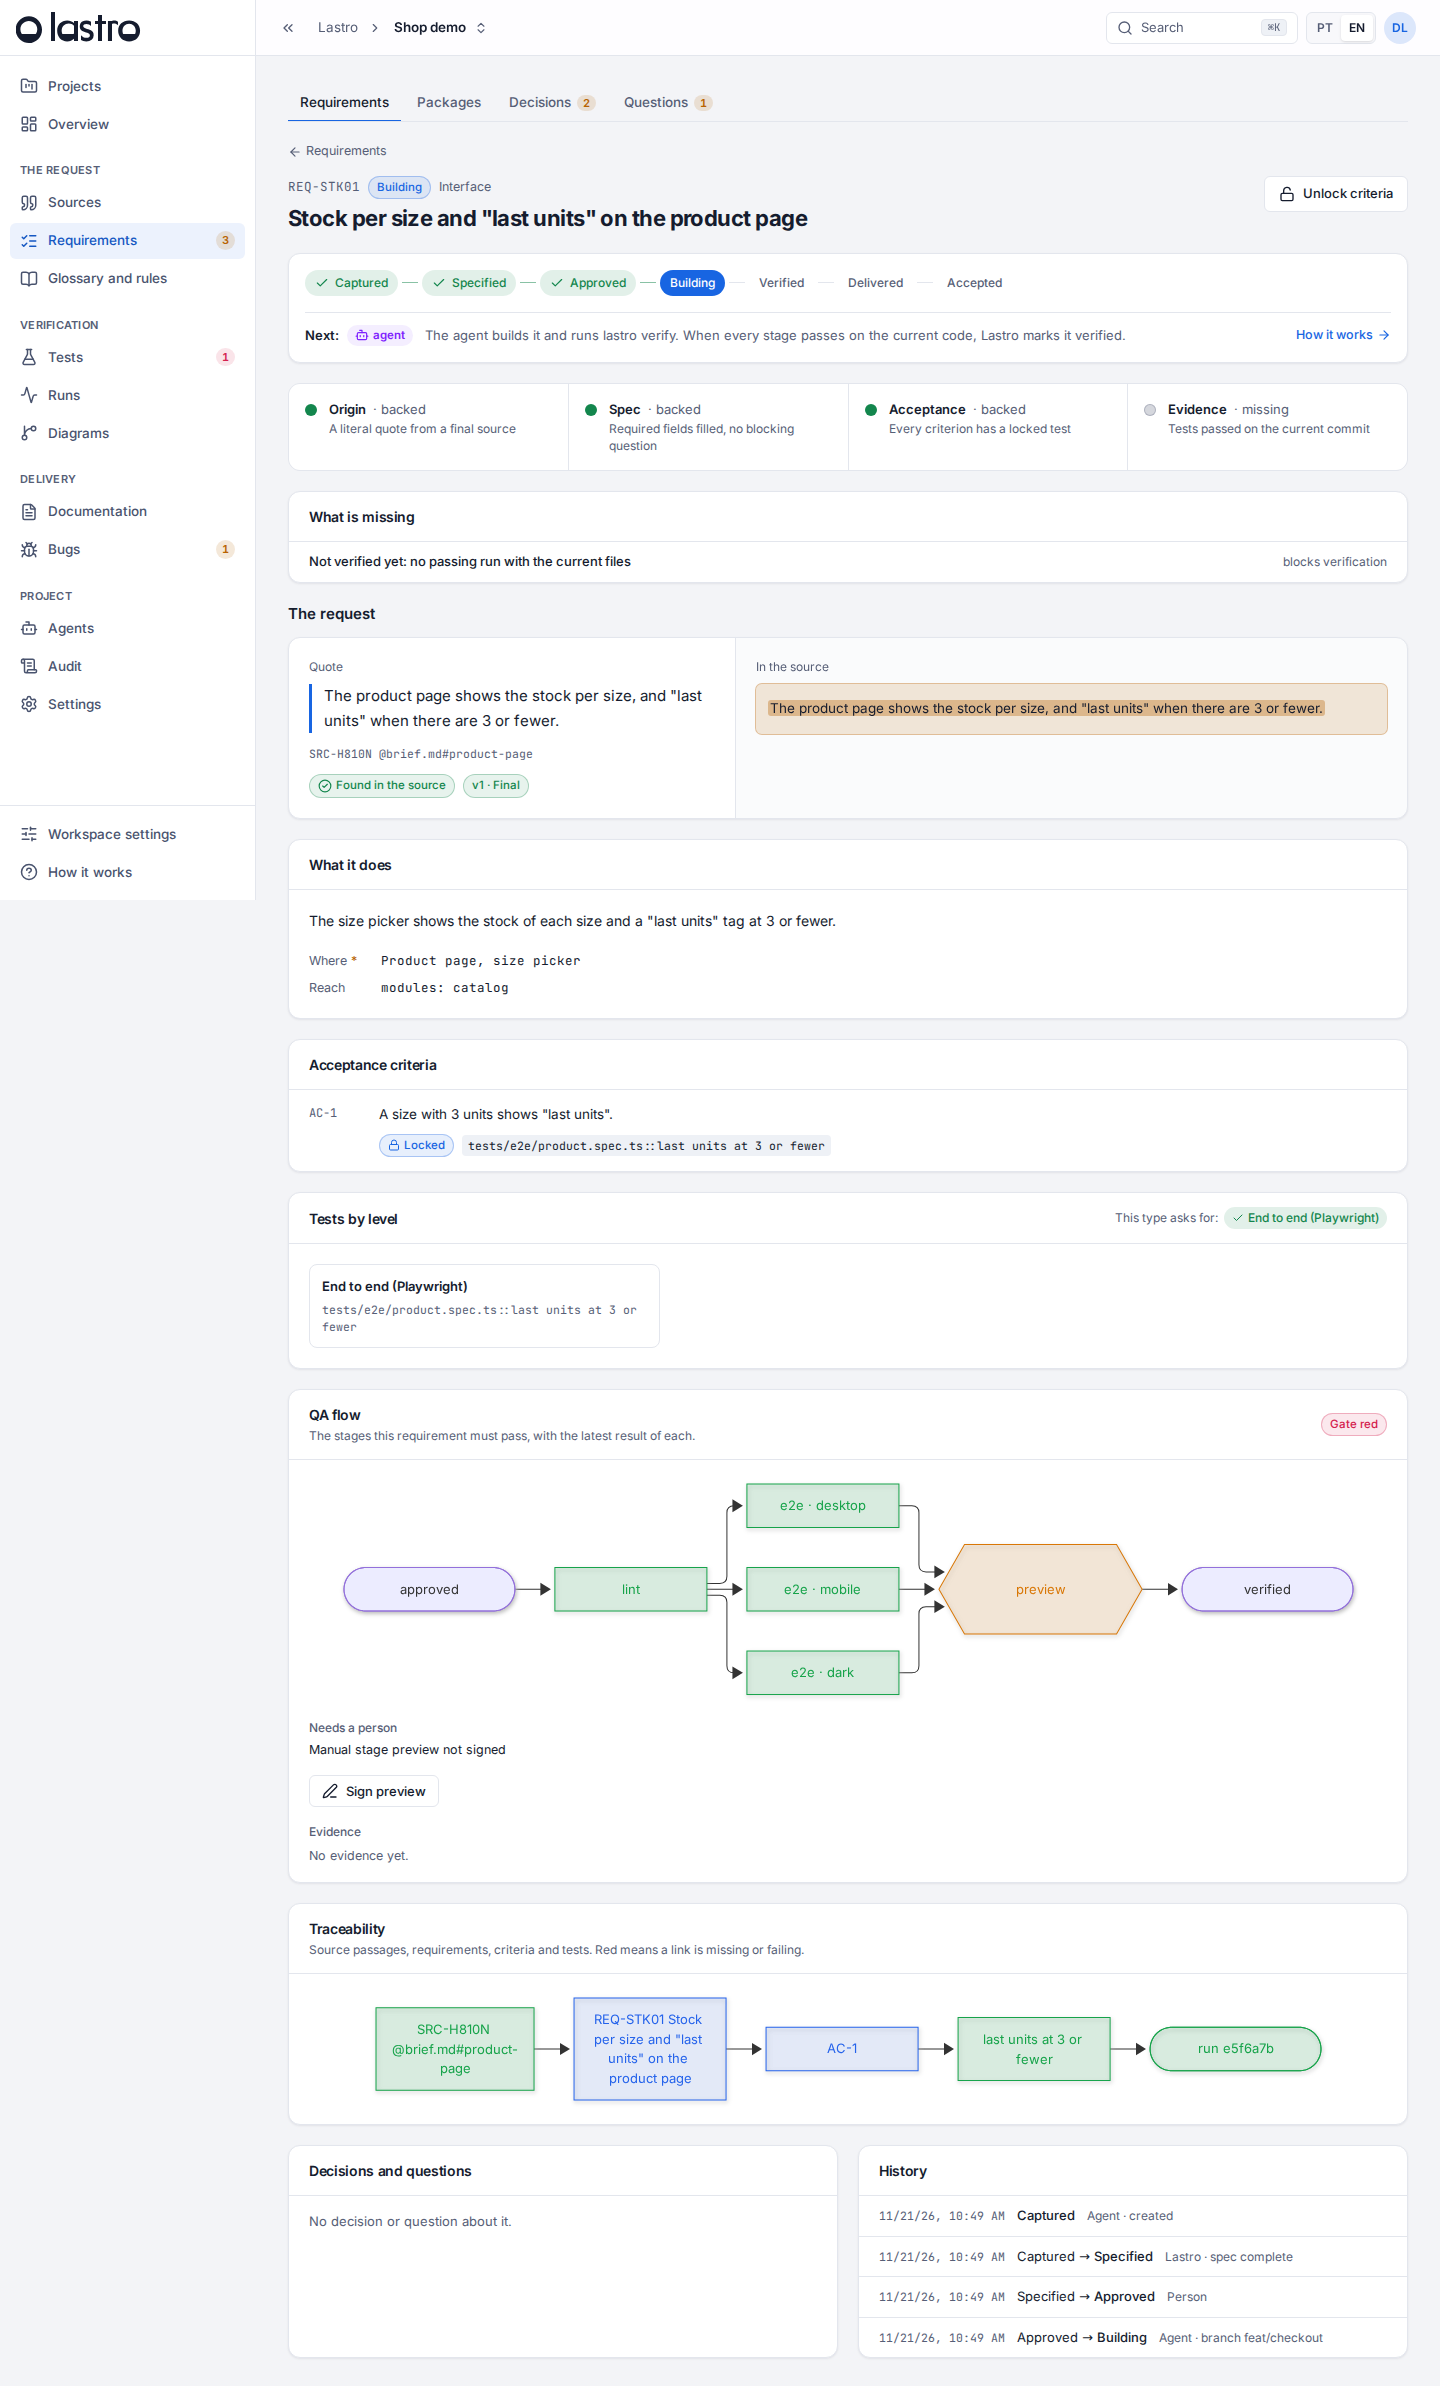 lastro
Lastro
Shop demo
Search
⌘K
PT
EN
DL
Projects
Overview
THE REQUEST
Sources
Requirements
3
Glossary and rules
VERIFICATION
Tests
1
Runs
Diagrams
DELIVERY
Documentation
Bugs
1
PROJECT
Agents
Audit
Settings
Workspace settings
How it works
Requirements
Packages
Decisions 2
Questions 1
← Requirements
REQ-STK01 Building Interface
Stock per size and "last units" on the product page
Unlock criteria
Captured
Specified
Approved
Building
Verified
Delivered
Accepted
Next: agent The agent builds it and runs lastro verify. When every stage passes on the current code, Lastro marks it verified.
How it works →
Origin · backed
A literal quote from a final source
Spec · backed
Required fields filled, no blocking
question
Acceptance · backed
Every criterion has a locked test
Evidence · missing
Tests passed on the current commit
What is missing
Not verified yet: no passing run with the current files
blocks verification
The request
Quote
The product page shows the stock per size, and "last
units" when there are 3 or fewer.
SRC-H810N @brief.md#product-page
Found in the source
v1 · Final
In the source
The product page shows the stock per size, and "last units" when there are 3 or fewer.
What it does
The size picker shows the stock of each size and a "last units" tag at 3 or fewer.
Where * Product page, size picker
Reach modules: catalog
Acceptance criteria
AC-1 A size with 3 units shows "last units".
Locked tests/e2e/product.spec.ts::last units at 3 or fewer
Tests by level
This type asks for: End to end (Playwright)
End to end (Playwright)
tests/e2e/product.spec.ts::last units at 3 or
fewer
QA flow
The stages this requirement must pass, with the latest result of each.
Gate red
approved
lint
e2e · desktop
e2e · mobile
e2e · dark
preview
verified
Needs a person
Manual stage preview not signed
Sign preview
Evidence
No evidence yet.
Traceability
Source passages, requirements, criteria and tests. Red means a link is missing or failing.
SRC-H810N
@brief.md#product-
page
REQ-STK01 Stock
per size and "last
units" on the
product page
AC-1
last units at 3 or
fewer
run e5f6a7b
Decisions and questions
No decision or question about it.
History
11/21/26, 10:49 AM Captured Agent · created
11/21/26, 10:49 AM Captured → Specified Lastro · spec complete
11/21/26, 10:49 AM Specified → Approved Person
11/21/26, 10:49 AM Approved → Building Agent · branch feat/checkout